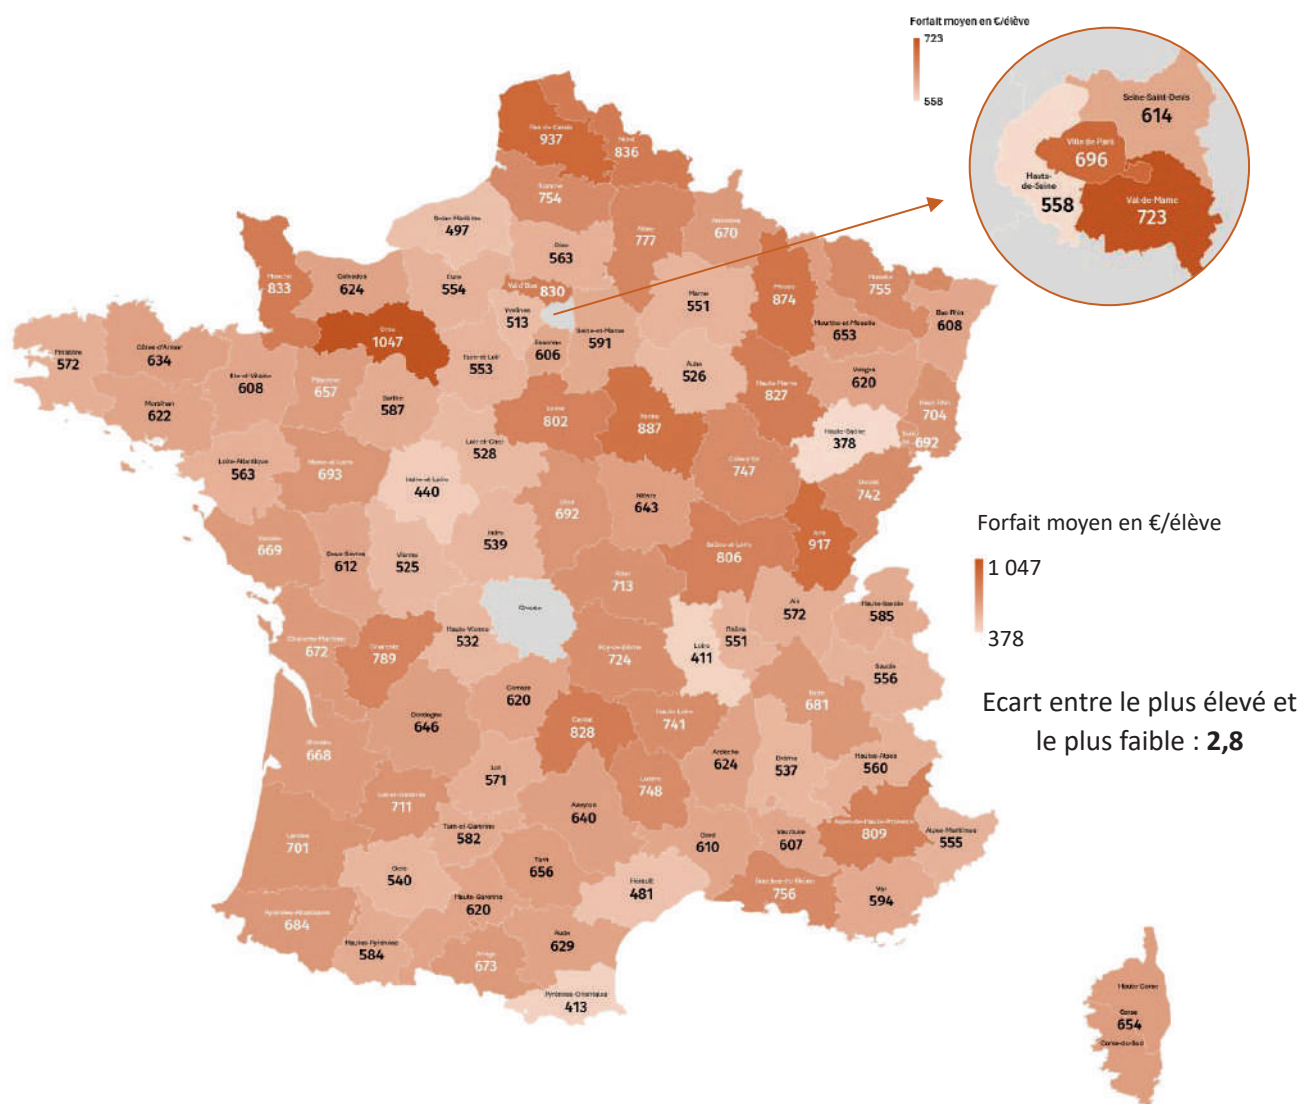 Forfait moyen en €/élève
723
558
Seine-Saint-Denis
614
Ville de Paris
696
Hauts-
de-Seine
558
Val-de-Marne
723
Pas-de-Calais
937
Nord
836
Somme
754
Seine-Maritime
497
Aisne
777
Ardennes
670
Oise
563
Manche
833
Calvados
624
Eure
554
Val d'Oise
830
Yvelines
513
Marne
551
Meuse
874
Moselle
755
Meurthe-et-Moselle
653
Bas-Rhin
608
Orne
1047
Essonne
606
Seine-et-Marne
591
Finistère
572
Côtes-d'Armor
634
Ille-et-Vilaine
608
Mayenne
657
Eure-et-Loir
553
Aube
526
Vosges
620
Morbihan
622
Sarthe
587
Loiret
802
Yonne
887
Haute-Marne
827
Haut-Rhin
704
692
Haute-Saône
378
Loire-Atlantique
563
Maine-et-Loire
693
Loir-et-Cher
528
Indre-et-Loire
440
Côte-d'Or
747
Doubs
742
Cher
692
Nièvre
643
Vendée
669
Deux-Sèvres
612
Vienne
525
Indre
539
Saône-et-Loire
806
Jura
917
Forfait moyen en €/élève
1 047
378
Allier
713
Creuse
Ain
572
Haute-Savoie
585
Charente-Maritime
672
Charente
789
Haute-Vienne
532
Puy-de-Dôme
724
Loire
411
Rhône
551
Savoie
556
Corrèze
620
Isère
681
Ecart entre le plus élevé et
le plus faible : 2,8
Dordogne
646
Cantal
828
Haute-Loire
741
Gironde
668
Lot
571
Ardèche
624
Drôme
537
Hautes-Alpes
560
Lot-et-Garonne
711
Aveyron
640
Lozère
748
Landes
701
Tarn-et-Garonne
582
Gard
610
Vaucluse
607
Alpes-de-Haute-Provence
809
Alpes-Maritimes
555
Gers
540
Tarn
656
Hérault
481
Bouches-du-Rhône
756
Var
594
Haute-Garonne
620
Pyrénées-Atlantiques
684
Hautes-Pyrénées
584
Ariège
673
Aude
629
Pyrénées-Orientales
413
Haute-Corse
Corse
654
Corse-du-Sud